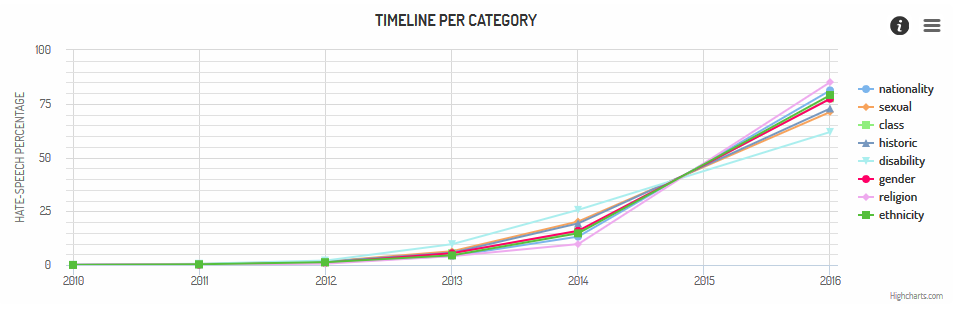 TIMELINE PER CATEGORY
i
HATE-SPEECH PERCENTAGE
100
75
50
25
0
2010 2011 2012 2013 2014 2015 2016
nationality
sexual
class
historic
disability
gender
religion
ethnicity
Highcharts.com